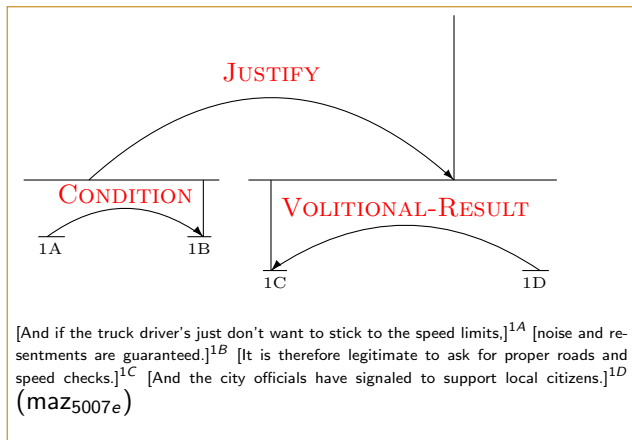 JUSTIFY
CONDITION
VOLITIONAL-RESULT
1A 1B
1C 1D
[And if the truck driver's just don't want to stick to the speed limits,]1A [noise and re-
sentments are guaranteed.]1B [It is therefore legitimate to ask for proper roads and
speed checks.]1C [And the city officials have signaled to support local citizens.]1D
(maz5007e)